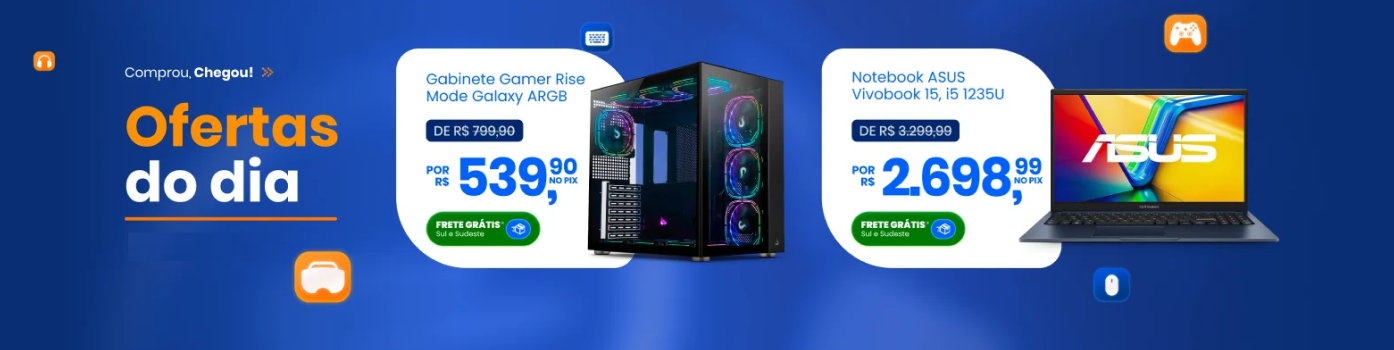 Comprou, Chegou! »
Ofertas
do dia
Gabinete Gamer Rise
Mode Galaxy ARGB
DE R$ 799,90
POR
R$ 539,90
NO PIX
FRETE GRÁTIS*
Sul e Sudeste
Notebook ASUS
Vivobook 15, i5 1235U
DE R$ 3.299,99
POR
R$ 2.698,99
NO PIX
FRETE GRÁTIS*
Sul e Sudeste
ASUS